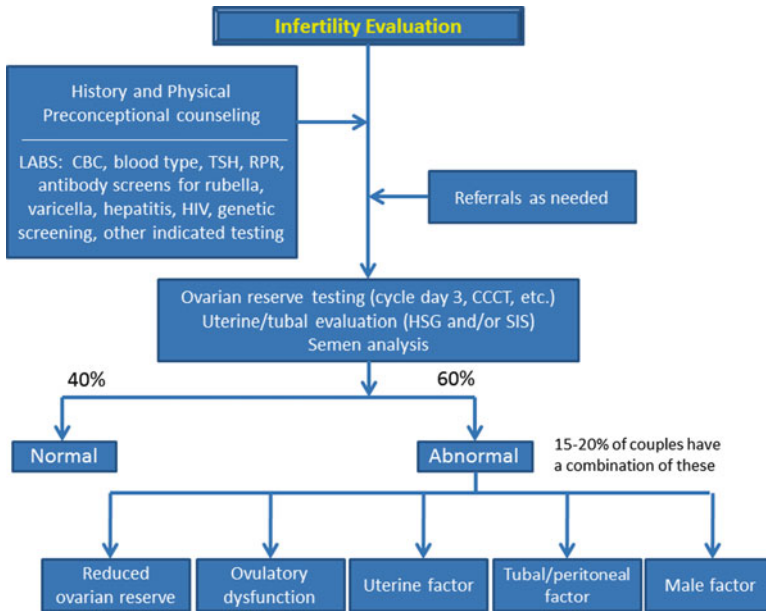 Infertility Evaluation
History and Physical
Preconceptional counseling
LABS: CBC, blood type, TSH, RPR,
antibody screens for rubella,
varicella, hepatitis, HIV, genetic
screening, other indicated testing
Referrals as needed
Ovarian reserve testing (cycle day 3, CCCT, etc.)
Uterine/tubal evaluation (HSG and/or SIS)
Semen analysis
40%
60%
Normal
Abnormal
15-20% of couples have
a combination of these
Reduced
ovarian reserve
Ovulatory
dysfunction
Uterine factor
Tubal/peritoneal
factor
Male factor